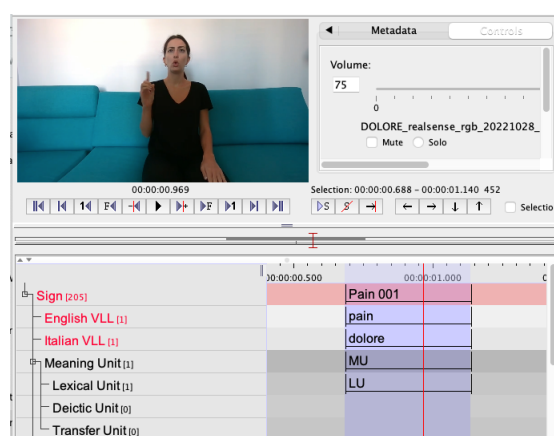 Metadata
Controls
Volume:
75
0
DOLORE_realsense_rgb_20221028_
Mute
Solo
00:00:00.969
Selection: 00:00:00.688 - 00:00:01.140 452
1
F
F
1
S
S
Selectio
00:00:00.500
00:00:01.000
Sign [205]
Pain 001
English VLL [1]
pain
Italian VLL [1]
dolore
Meaning Unit [1]
MU
Lexical Unit [1]
LU
Deictic Unit [0]
Transfer Unit [0]